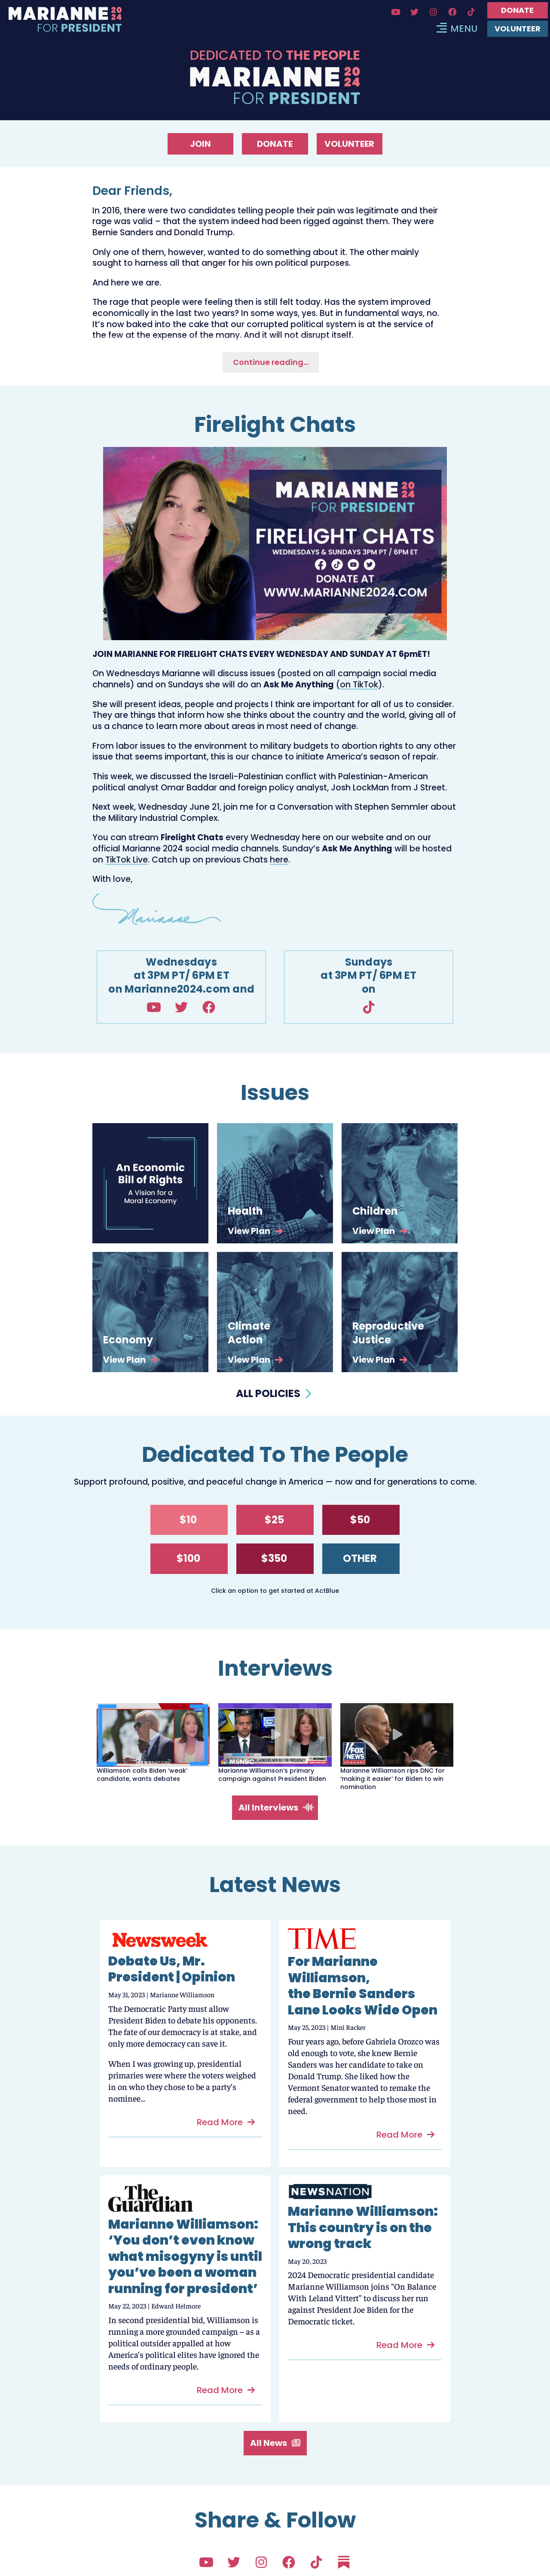 MARIANNE 2024
FOR PRESIDENT
DONATE
MENU
VOLUNTEER
DEDICATED TO THE PEOPLE
MARIANNE 2024
FOR PRESIDENT
JOIN
DONATE
VOLUNTEER
Dear Friends,
In 2016, there were two candidates telling people their pain was legitimate and their
rage was valid – that the system indeed had been rigged against them. They were
Bernie Sanders and Donald Trump.
Only one of them, however, wanted to do something about it. The other mainly
sought to harness all that anger for his own political purposes.
And here we are.
The rage that people were feeling then is still felt today. Has the system improved
economically in the last two years? In some ways, yes. But in fundamental ways, no.
It's now baked into the cake that our corrupted political system is at the service of
the few at the expense of the many. And it will not disrupt itself.
Continue reading...
Firelight Chats
MARIANNE 2024
FOR PRESIDENT
FIRELIGHT CHATS
WEDNESDAYS & SUNDAYS 3PM PT / 6PM ET
DONATE AT
WWW.MARIANNE2024.COM
JOIN MARIANNE FOR FIRELIGHT CHATS EVERY WEDNESDAY AND SUNDAY AT 6pmET!
On Wednesdays Marianne will discuss issues (posted on all campaign social media
channels) and on Sundays she will do an Ask Me Anything (on TikTok).
She will present ideas, people and projects I think are important for all of us to consider.
They are things that inform how she thinks about the country and the world, giving all of
us a chance to learn more about areas in most need of change.
From labor issues to the environment to military budgets to abortion rights to any other
issue that seems important, this is our chance to initiate America's season of repair.
This week, we discussed the Israeli-Palestinian conflict with Palestinian-American
political analyst Omar Baddar and foreign policy analyst, Josh LockMan from J Street.
Next week, Wednesday June 21, join me for a Conversation with Stephen Semmler about
the Military Industrial Complex.
You can stream Firelight Chats every Wednesday here on our website and on our
official Marianne 2024 social media channels. Sunday's Ask Me Anything will be hosted
on TikTok Live. Catch up on previous Chats here.
With love,
Marianne
Wednesdays
at 3PM PT/ 6PM ET
on Marianne2024.com and
Sundays
at 3PM PT/ 6PM ET
on
Issues
An Economic
Bill of Rights
A Vision for a
Moral Economy
Health
View Plan
Children
View Plan
Economy
View Plan
Climate
Action
View Plan
Reproductive
Justice
View Plan
ALL POLICIES
Dedicated To The People
Support profound, positive, and peaceful change in America — now and for generations to come.
$10
$25
$50
$100
$350
OTHER
Click an option to get started at ActBlue
Interviews
MSNBC
FOX
NEWS
channel
Williamson calls Biden 'weak'
candidate, wants debates
Marianne Williamson's primary
campaign against President Biden
Marianne Williamson rips DNC for
'making it easier' for Biden to win
nomination
All Interviews
Latest News
Newsweek
Debate Us, Mr.
President | Opinion
May 31, 2023 | Marianne Williamson
The Democratic Party must allow
President Biden to debate his opponents.
The fate of our democracy is at stake, and
only more democracy can save it.
When I was growing up, presidential
primaries were where the voters weighed
in on who they chose to be a party's
nominee...
Read More
TIME
For Marianne
Williamson,
the Bernie Sanders
Lane Looks Wide Open
May 25, 2023 | Mini Racker
Four years ago, before Gabriela Orozco was
old enough to vote, she knew Bernie
Sanders was her candidate to take on
Donald Trump. She liked how the
Vermont Senator wanted to remake the
federal government to help those most in
need.
Read More
The
Guardian
Marianne Williamson:
'You don't even know
what misogyny is until
you've been a woman
running for president'
May 22, 2023 | Edward Helmore
In second presidential bid, Williamson is
running a more grounded campaign – as a
political outsider appalled at how
America's political elites have ignored the
needs of ordinary people.
Read More
NEWSNATION
Marianne Williamson:
This country is on the
wrong track
May 20, 2023
2024 Democratic presidential candidate
Marianne Williamson joins "On Balance
With Leland Vittert" to discuss her run
against President Joe Biden for the
Democratic ticket.
Read More
All News
Share & Follow